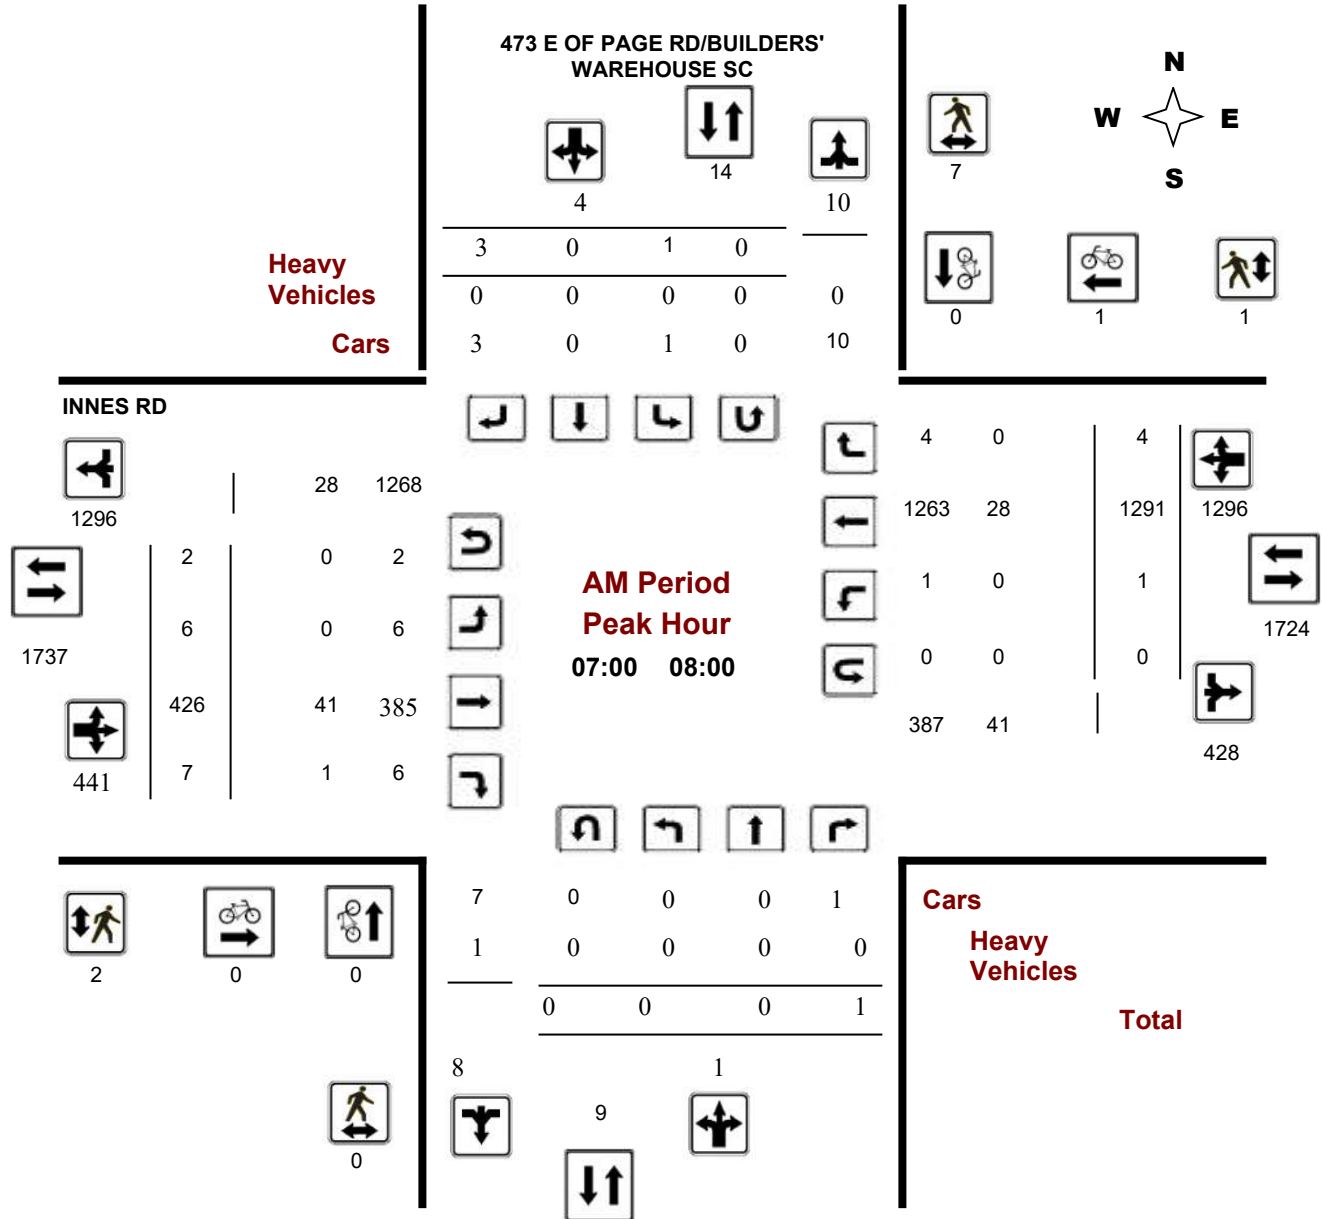 473 E OF PAGE RD/BUILDERS'
WAREHOUSE SC
N
W E
S
14
7
4 10
3 0 1 0
Heavy
Vehicles
0 0 0 0 0
0 1 1
Cars
3 0 1 0 10
INNES RD
4 0 4
28 1268
1296
1263 28 1291 1296
2 0 2
AM Period
1 0 1
6 0 6
Peak Hour
1724
1737
07:00 08:00
0 0 0
426 41 385
387 41
428
441
7 1 6
7 0 0 0 1
Cars
1 0 0 0 0
Heavy
Vehicles
2 0 0
0 0 0 1
Total
8 1
9
0